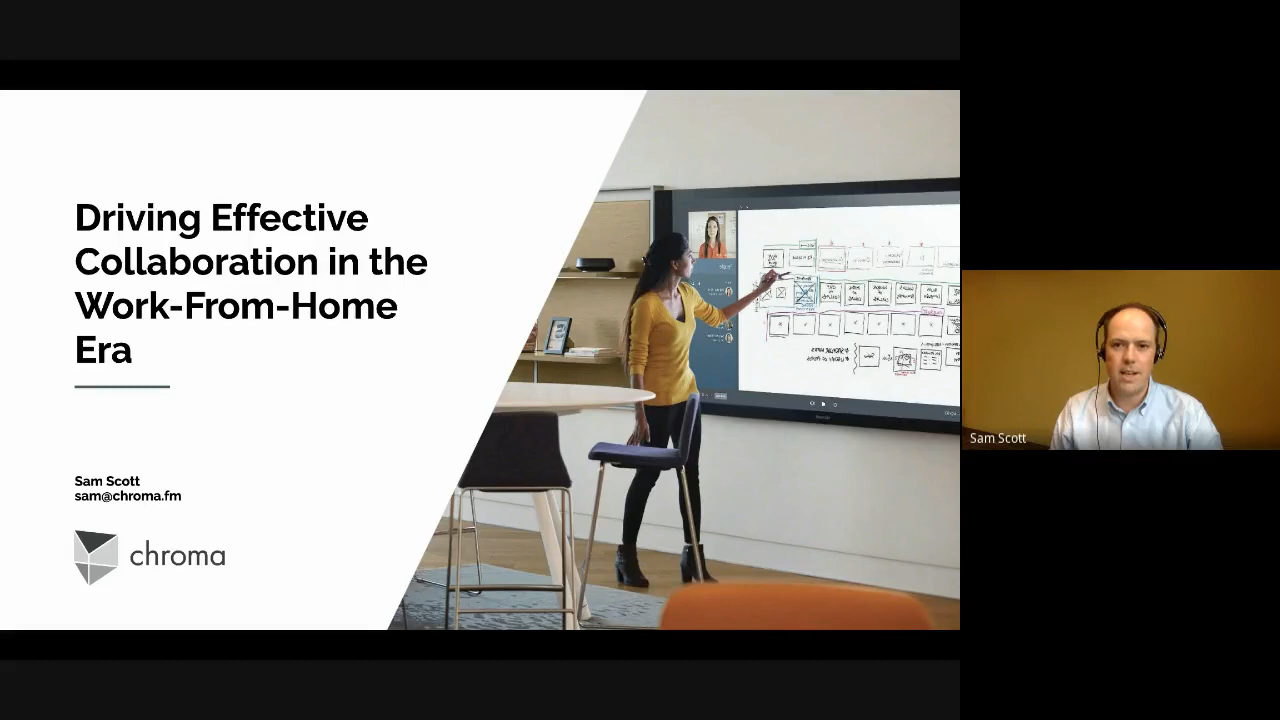 Driving Effective
Collaboration in the
Work-From-Home
Era
Sam Scott
sam@chroma.fm
chroma
Sam Scott